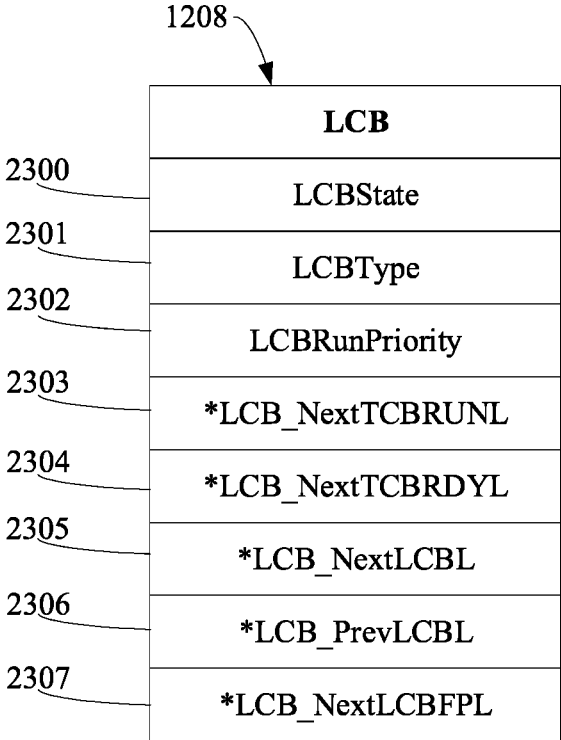 1208
LCB
2300
LCBState
2301
LCBType
2302
LCBRunPriority
2303
*LCB_NextTCBRUNL
2304
*LCB_NextTCBRDYL
2305
*LCB_NextLCBL
2306
*LCB_PrevLCBL
2307
*LCB_NextLCBFPL